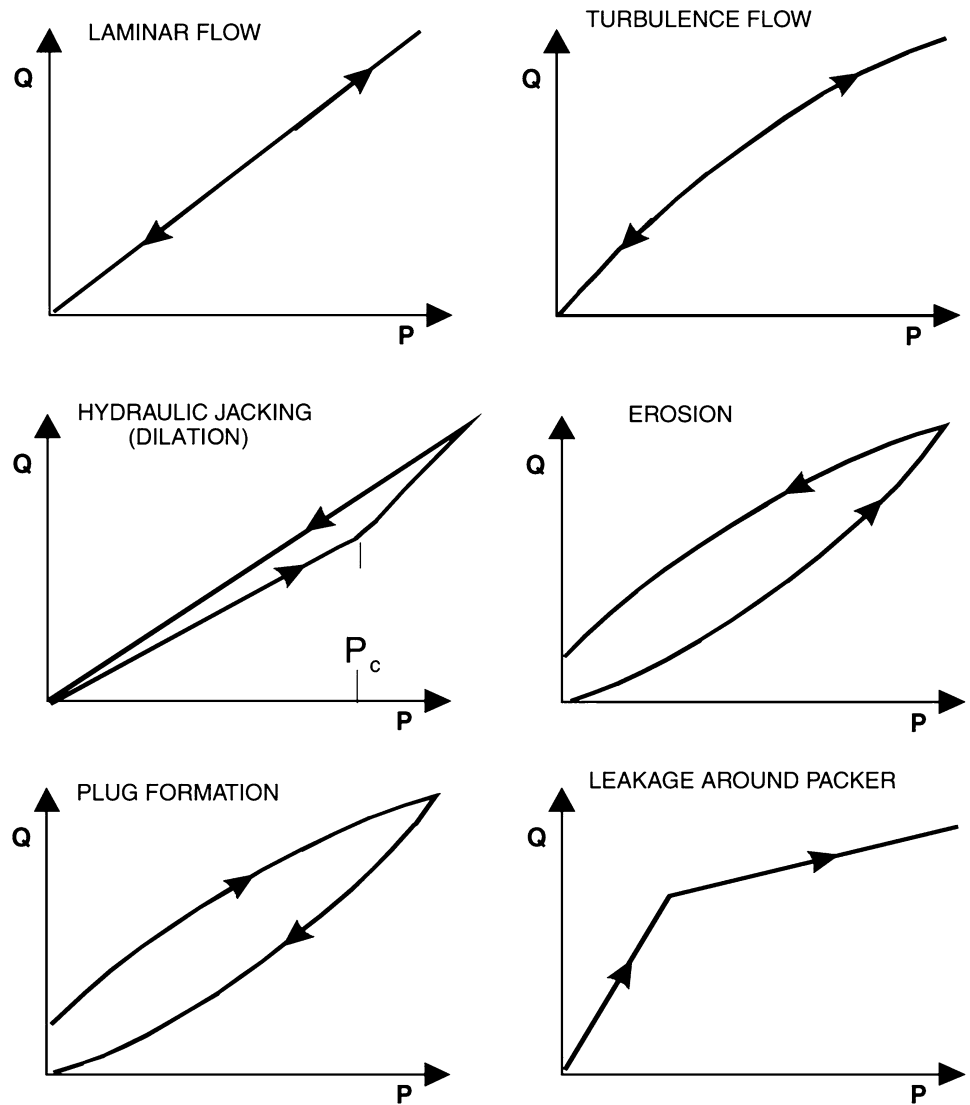 LAMINAR FLOW
Q
P
TURBULENCE FLOW
Q
P
HYDRAULIC JACKING
(DILATION)
Q
Pc
P
EROSION
Q
P
PLUG FORMATION
Q
P
LEAKAGE AROUND PACKER
Q
P